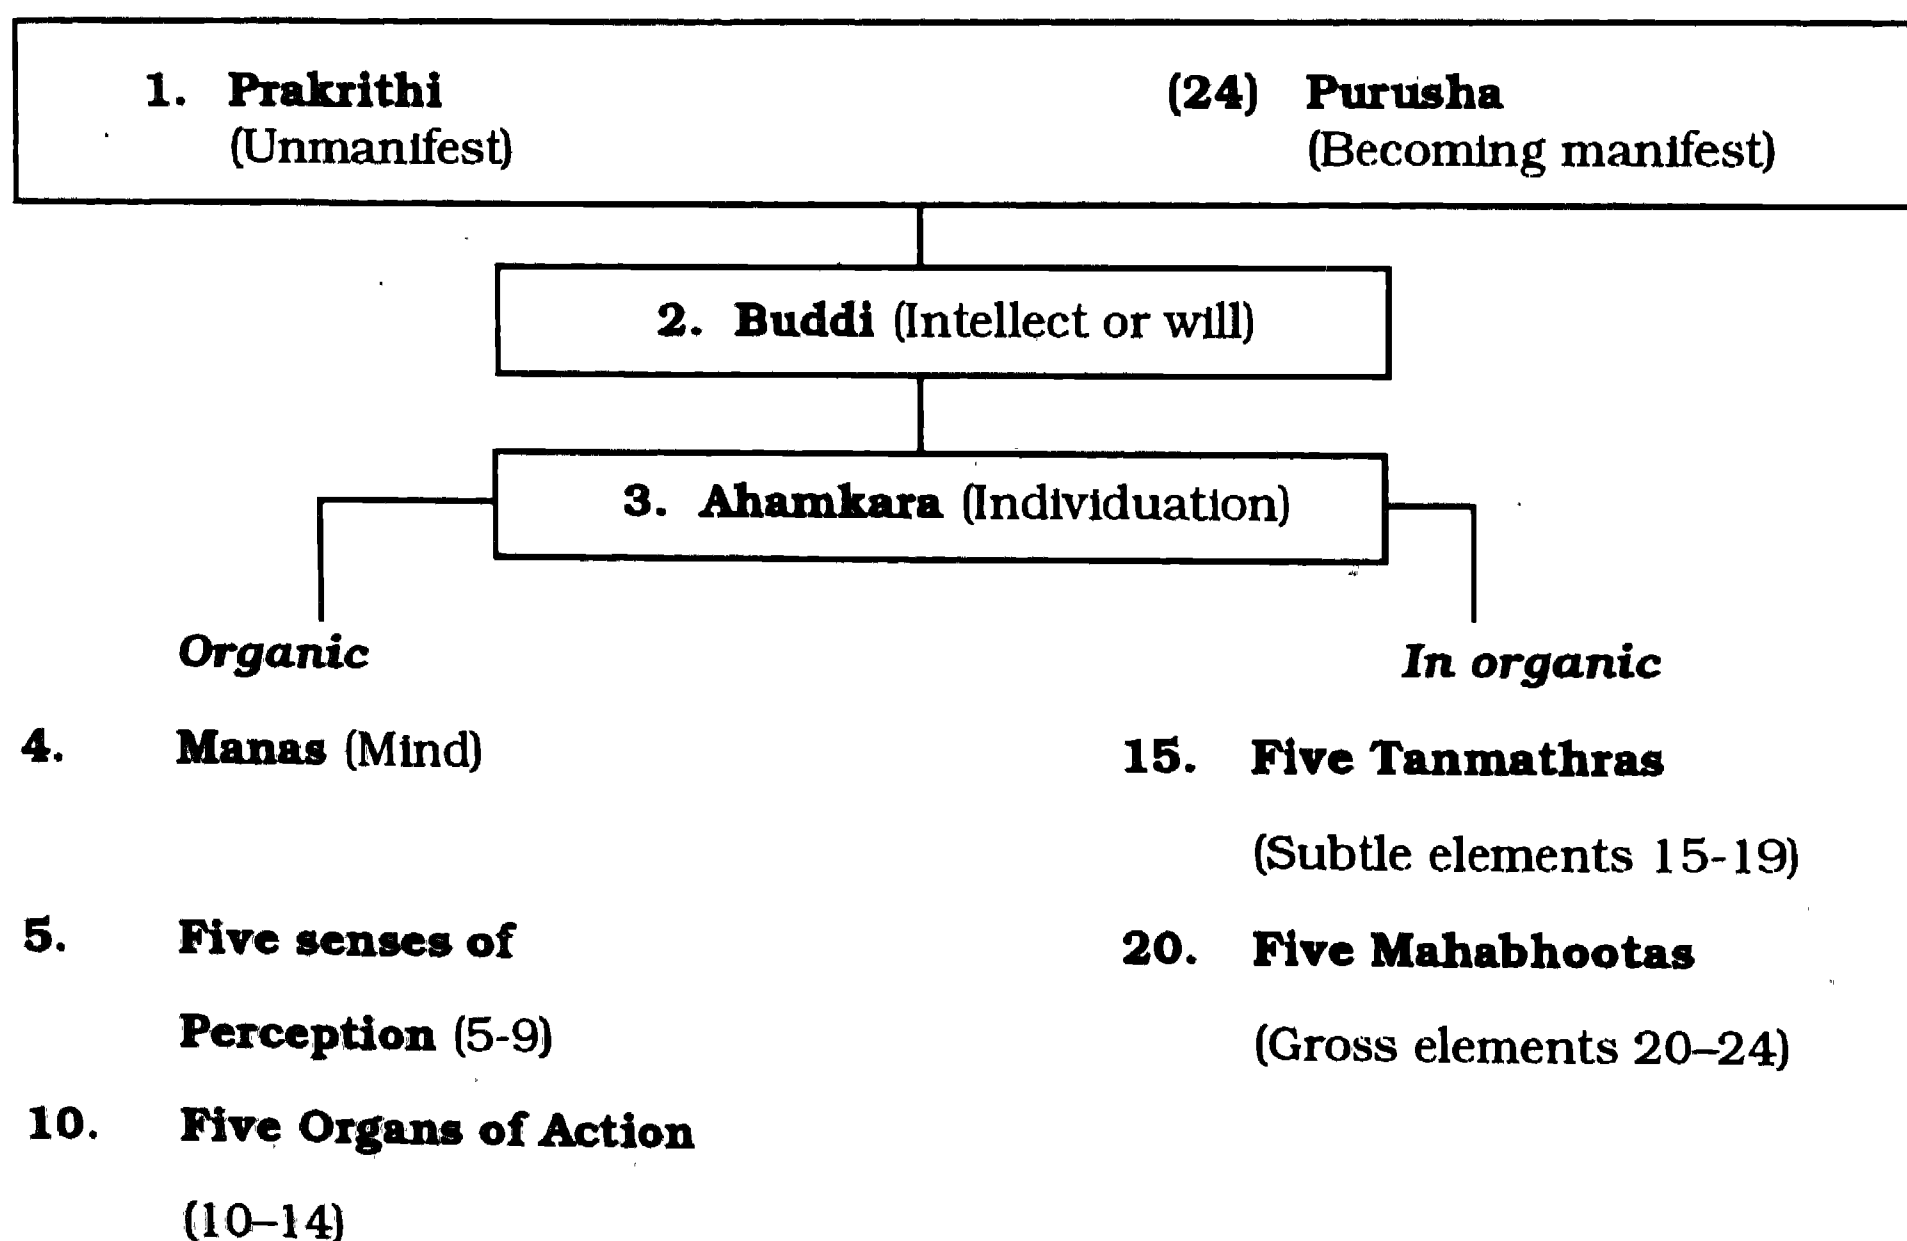 1. Prakrithi
(Unmanifest)
(24) Purusha
(Becoming manifest)
2. Buddi (Intellect or will)
3. Ahamkara (Individuation)
Organic
4. Manas (Mind)
5. Five senses of
Perception (5-9)
10. Five Organs of Action
(10–14)
In organic
15. Five Tanmathras
(Subtle elements 15-19)
20. Five Mahabhootas
(Gross elements 20–24)